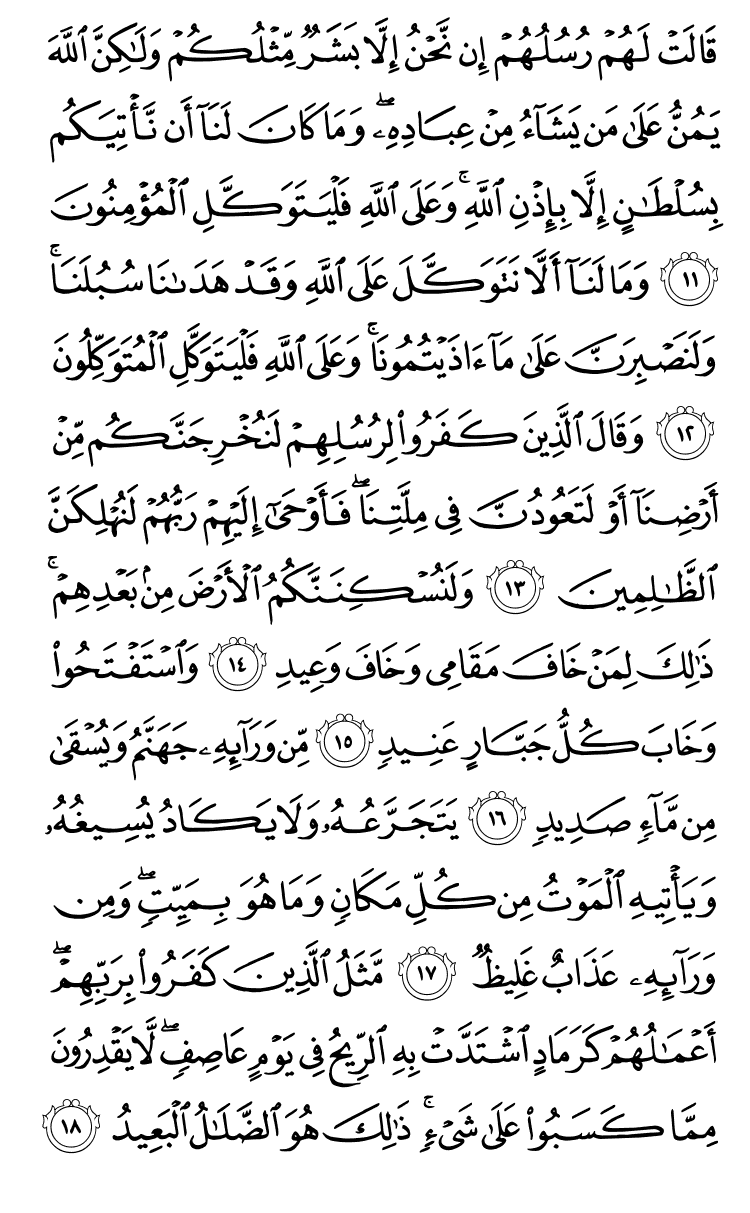 قَالَتْ لَهُمْ رُسُلُهُمْ إِن نَّحْنُ إِلَّا بَشَرٌ مِّثْلُكُمْ وَلَٰكِنَّ ٱللَّهَ
يَمُنُّ عَلَىٰ مَن يَشَآءُ مِنْ عِبَادِهِۦ ۖ وَمَا كَانَ لَنَآ أَن نَّأْتِيَكُم
بِسُلْطَٰنٍ إِلَّا بِإِذْنِ ٱللَّهِ ۚ وَعَلَى ٱللَّهِ فَلْيَتَوَكَّلِ ٱلْمُؤْمِنُونَ
١١ وَمَا لَنَآ أَلَّا نَتَوَكَّلَ عَلَى ٱللَّهِ وَقَدْ هَدَىٰنَا سُبُلَنَا ۚ
وَلَنَصْبِرَنَّ عَلَىٰ مَآ ءَاذَيْتُمُونَا ۚ وَعَلَى ٱللَّهِ فَلْيَتَوَكَّلِ ٱلْمُتَوَكِّلُونَ
١٢ وَقَالَ ٱلَّذِينَ كَفَرُوا۟ لِرُسُلِهِمْ لَنُخْرِجَنَّكُم مِّنْ
أَرْضِنَآ أَوْ لَتَعُودُنَّ فِى مِلَّتِنَا ۖ فَأَوْحَىٰٓ إِلَيْهِمْ رَبُّهُمْ لَنُهْلِكَنَّ
ٱلظَّٰلِمِينَ ١٣ وَلَنُسْكِنَنَّكُمُ ٱلْأَرْضَ مِنۢ بَعْدِهِمْ ۚ
ذَٰلِكَ لِمَنْ خَافَ مَقَامِى وَخَافَ وَعِيدِ ١٤ وَٱسْتَفْتَحُوا۟
وَخَابَ كُلُّ جَبَّارٍ عَنِيدٍ ١٥ مِّن وَرَآئِهِۦ جَهَنَّمُ وَيُسْقَىٰ
مِن مَّآءٍ صَدِيدٍ ١٦ يَتَجَرَّعُهُۥ وَلَا يَكَادُ يُسِيغُهُۥ
وَيَأْتِيهِ ٱلْمَوْتُ مِن كُلِّ مَكَانٍ وَمَا هُوَ بِمَيِّتٍ ۖ وَمِن
وَرَآئِهِۦ عَذَابٌ غَلِيظٌ ١٧ مَّثَلُ ٱلَّذِينَ كَفَرُوا۟ بِرَبِّهِمْ ۖ
أَعْمَٰلُهُمْ كَرَمَادٍ ٱشْتَدَّتْ بِهِ ٱلرِّيحُ فِى يَوْمٍ عَاصِفٍ ۖ لَّا يَقْدِرُونَ
مِمَّا كَسَبُوا۟ عَلَىٰ شَىْءٍ ۚ ذَٰلِكَ هُوَ ٱلضَّلَٰلُ ٱلْبَعِيدُ ١٨